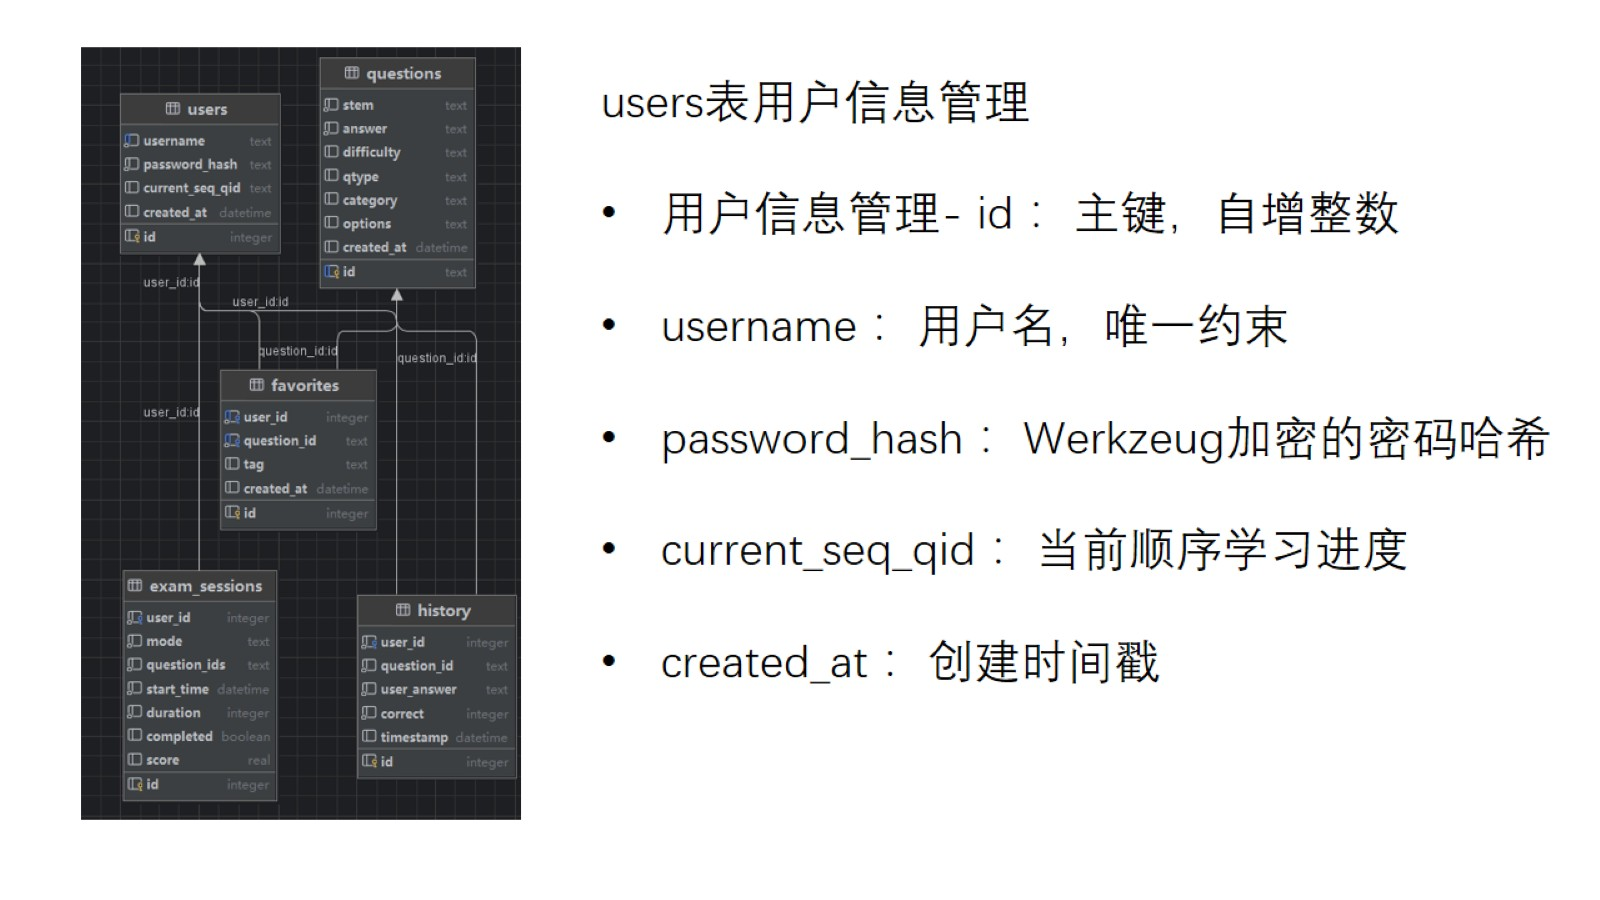 users
username text
password_hash text
current_seq_qid text
created_at datetime
id integer
questions
stem text
answer text
difficulty text
qtype text
category text
options text
created_at datetime
id text
user_id:id
user_id:id
question_id:id
question_id:id
user_id:id
favorites
user_id integer
question_id text
tag text
created_at datetime
id integer
exam_sessions
user_id integer
mode text
question_ids text
start_time datetime
duration integer
completed boolean
score real
id integer
history
user_id integer
question_id text
user_answer text
correct integer
timestamp datetime
id integer
users表用户信息管理
• 用户信息管理- id： 主键，自增整数
• username： 用户名，唯一约束
• password_hash： Werkzeug加密的密码哈希
• current_seq_qid： 当前顺序学习进度
• created_at： 创建时间戳